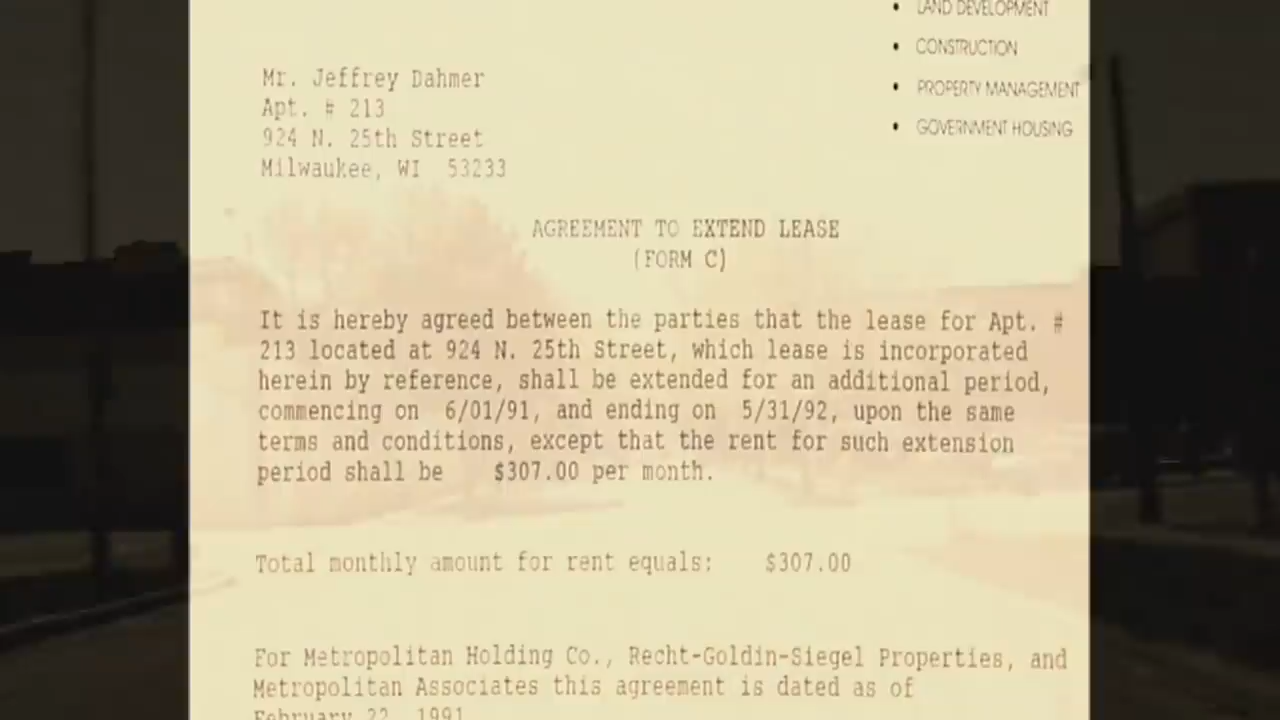 LAND DEVELOPMENT
CONSTRUCTION
PROPERTY MANAGEMENT
GOVERNMENT HOUSING
Mr. Jeffrey Dahmer
Apt. # 213
924 N. 25th Street
Milwaukee, WI 53233
AGREEMENT TO EXTEND LEASE
(FORM C)
It is hereby agreed between the parties that the lease for Apt. #
213 located at 924 N. 25th Street, which lease is incorporated
herein by reference, shall be extended for an additional period,
commencing on 6/01/91, and ending on 5/31/92, upon the same
terms and conditions, except that the rent for such extension
period shall be $307.00 per month.
Total monthly amount for rent equals: $307.00
For Metropolitan Holding Co., Recht-Goldin-Siegel Properties, and
Metropolitan Associates this agreement is dated as of
February 22, 1991